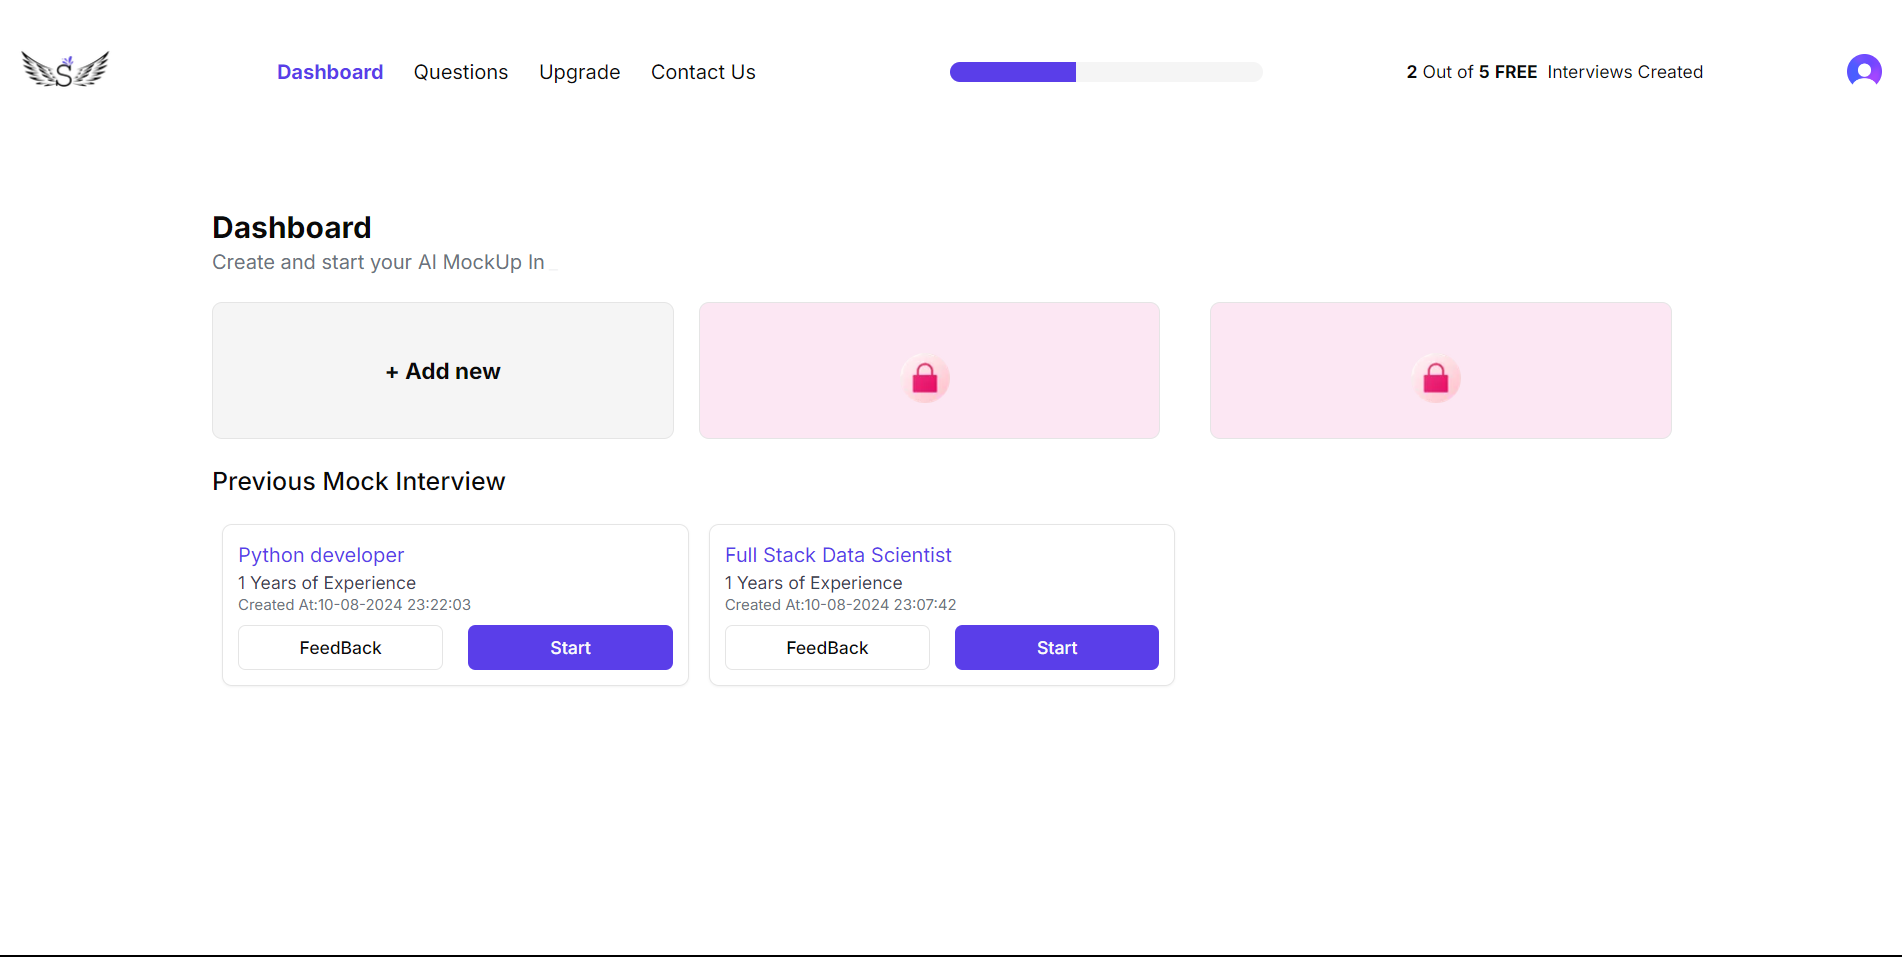 S
Dashboard Questions Upgrade Contact Us
2 Out of 5 FREE Interviews Created
Dashboard
Create and start your AI MockUp In _
+ Add new
Previous Mock Interview
Python developer
1 Years of Experience
Created At:10-08-2024 23:22:03
FeedBack Start
Full Stack Data Scientist
1 Years of Experience
Created At:10-08-2024 23:07:42
FeedBack Start